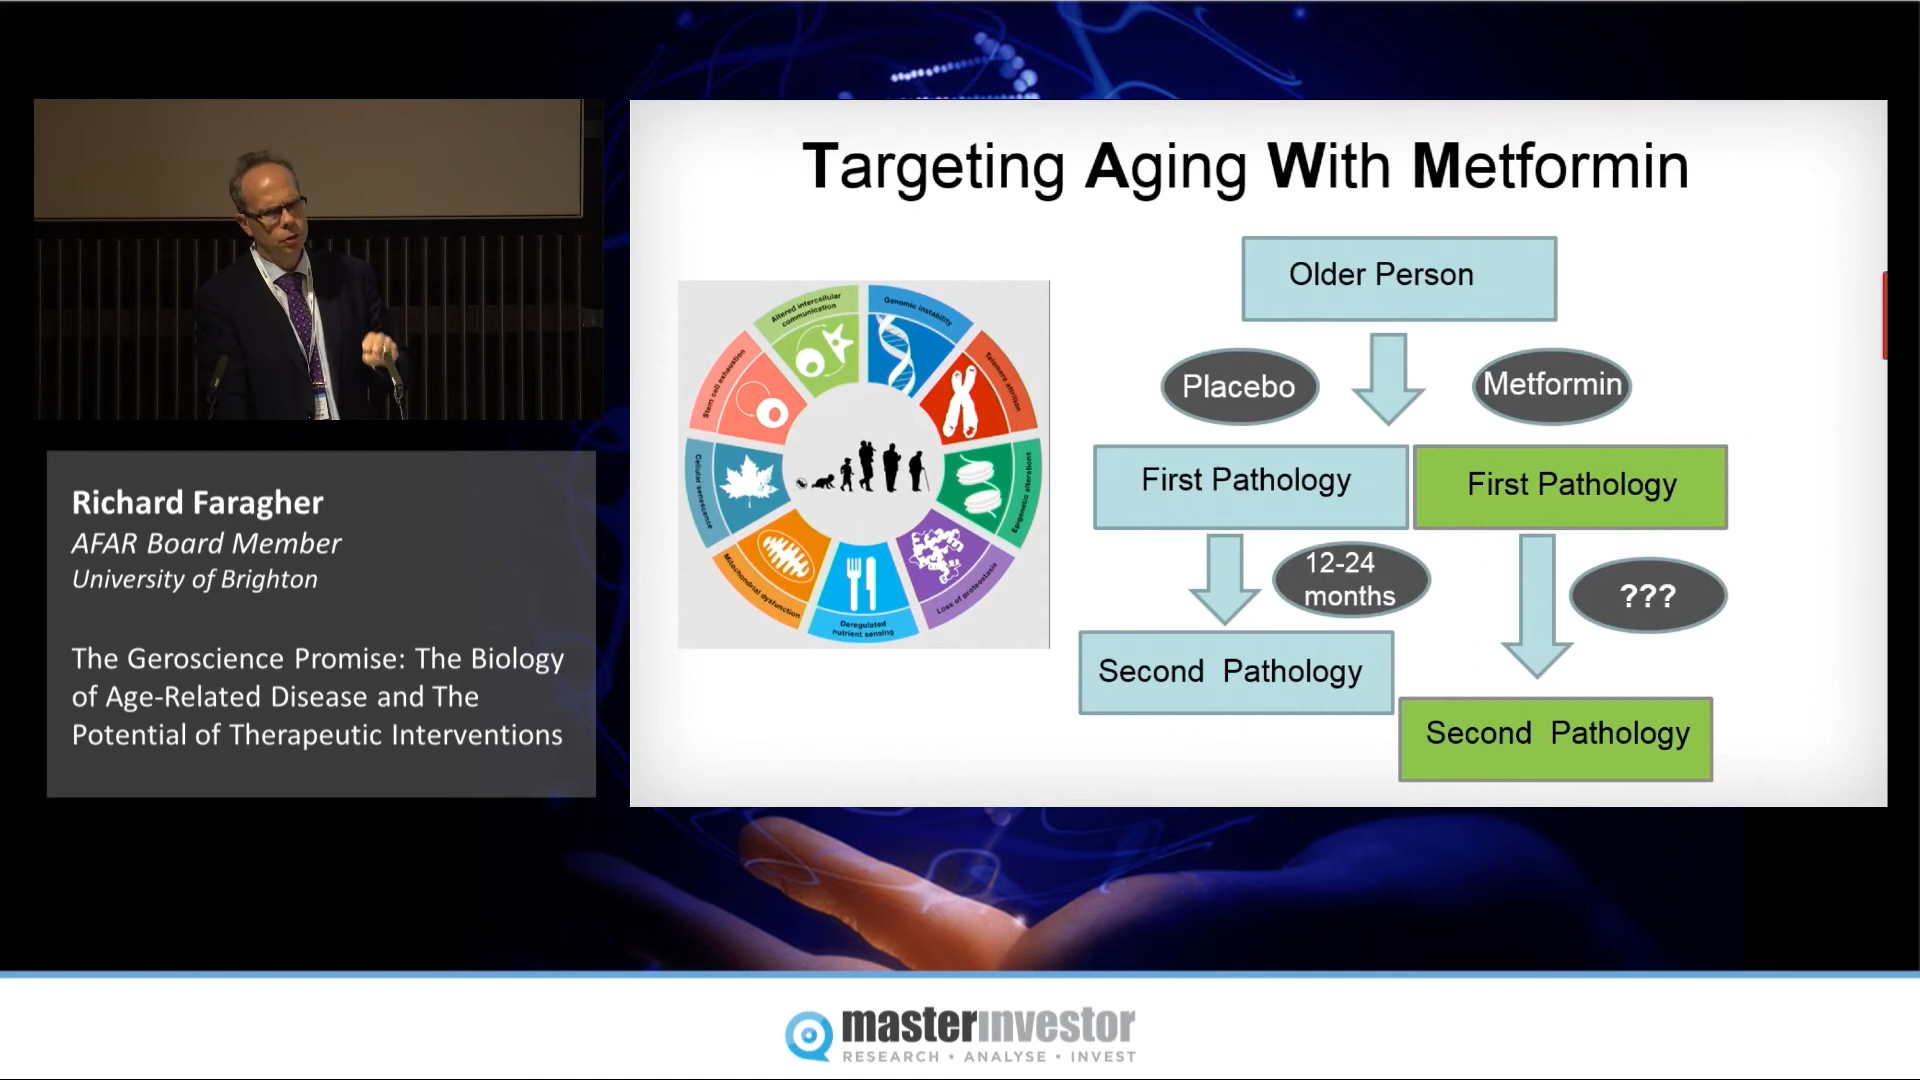 Targeting Aging With Metformin
Older Person
Placebo
Metformin
First Pathology
First Pathology
12-24
months
???
Second Pathology
Second Pathology
Altered intercellular
communication
Genomic instability
Telomere attrition
Epigenetic alterations
Loss of proteostasis
Deregulated
nutrient sensing
Mitochondrial dysfunction
Cellular senescence
Stem cell exhaustion
Richard Faragher
AFAR Board Member
University of Brighton
The Geroscience Promise: The Biology
of Age-Related Disease and The
Potential of Therapeutic Interventions
masterinvestor
RESEARCH • ANALYSE • INVEST